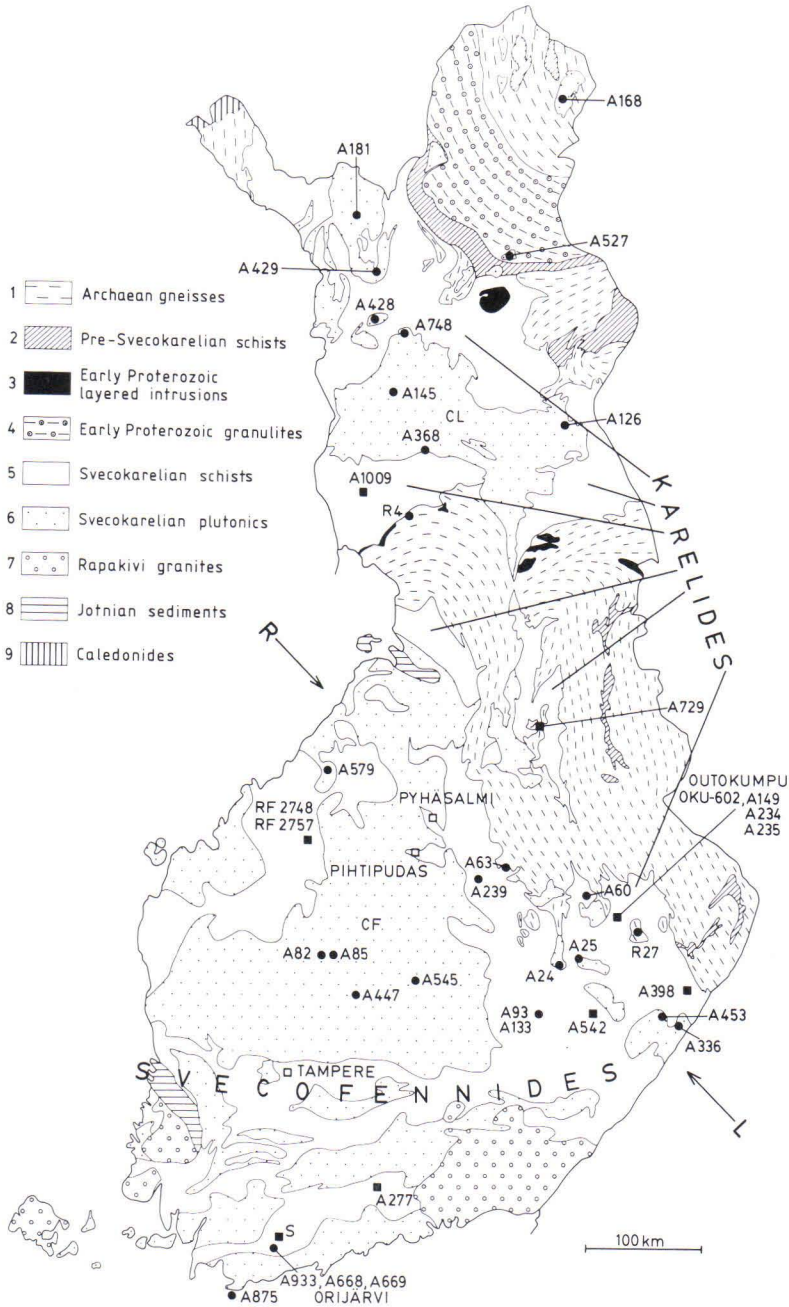 A168
A181
A527
A429
A428
A748
1 Archaean gneisses
2 Pre-Svecokarelian schists
3 Early Proterozoic
layered intrusions
4 Early Proterozoic granulites
5 Svecokarelian schists
6 Svecokarelian plutonics
7 Rapakivi granites
8 Jotnian sediments
9 Caledonides
A145
CL
A126
A368
A1009
R4
KARELIDES
R
A729
A579
PYHÄSALMI
OUTOKUMPU
OKU-602, A149
A234
A235
RF 2748
RF 2757
PIHTIPUDAS
A63
A239
A60
CF
R27
A82
A85
A25
A24
A545
A447
A398
A93
A133
A542
A453
A336
TAMPERE
SVECOFENNIDES
L
A277
S
100 km
A933, A668, A669
ORIJÄRVI
A875